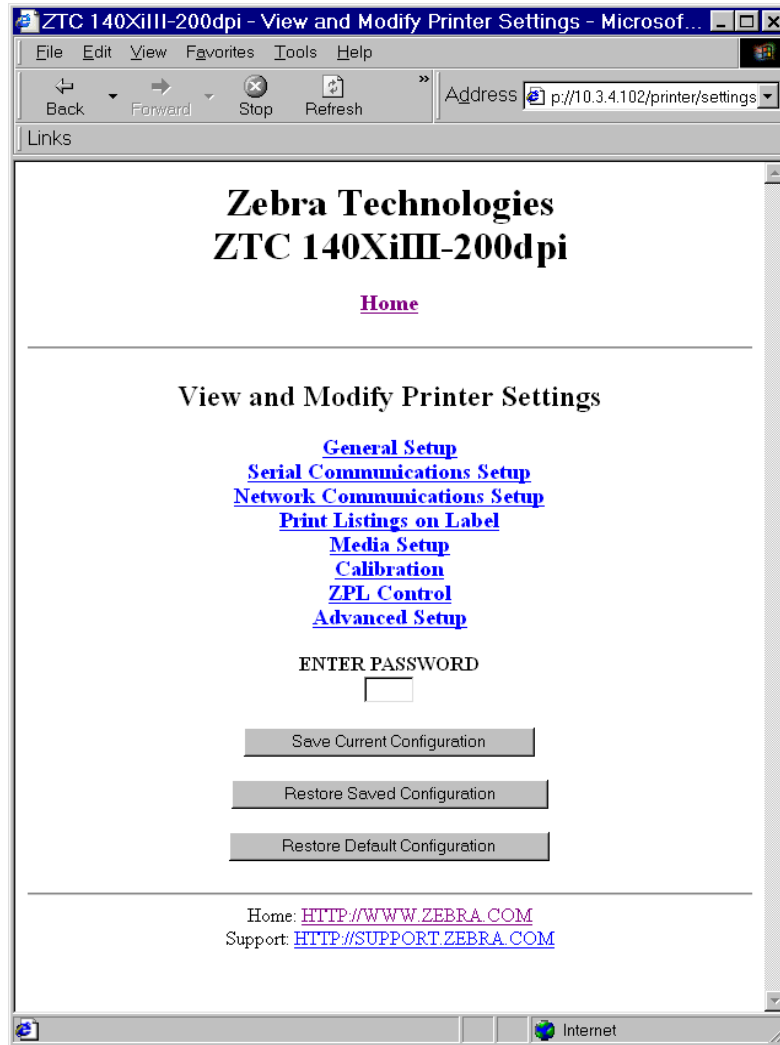 ZTC 140XiIII-200dpi - View and Modify Printer Settings - Microsof...
File Edit View Favorites Tools Help
Back Forward Stop Refresh » Address p://10.3.4.102/printer/settings
Links
Zebra Technologies
ZTC 140XiIII-200dpi
Home
View and Modify Printer Settings
General Setup
Serial Communications Setup
Network Communications Setup
Print Listings on Label
Media Setup
Calibration
ZPL Control
Advanced Setup
ENTER PASSWORD
Save Current Configuration
Restore Saved Configuration
Restore Default Configuration
Home: HTTP://WWW.ZEBRA.COM
Support: HTTP://SUPPORT.ZEBRA.COM
Internet